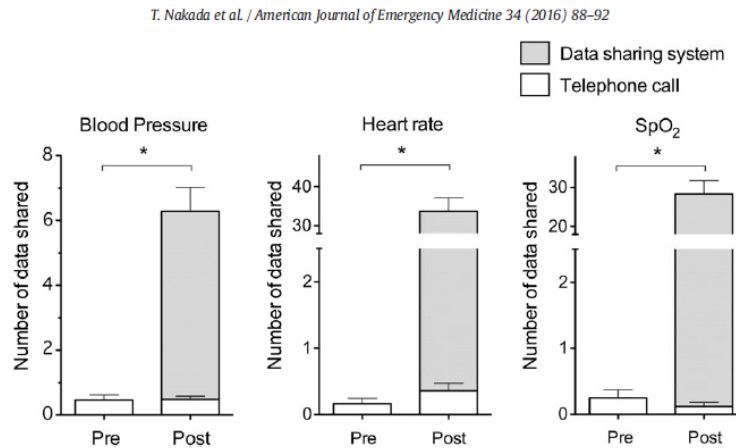 T. Nakada et al. / American Journal of Emergency Medicine 34 (2016) 88–92
Data sharing system
Telephone call
Blood Pressure
Number of data shared
8
6
4
2
0
*
Pre Post
Heart rate
Number of data shared
40
30
2
1
0
*
Pre Post
SpO₂
Number of data shared
30
20
2
1
0
*
Pre Post